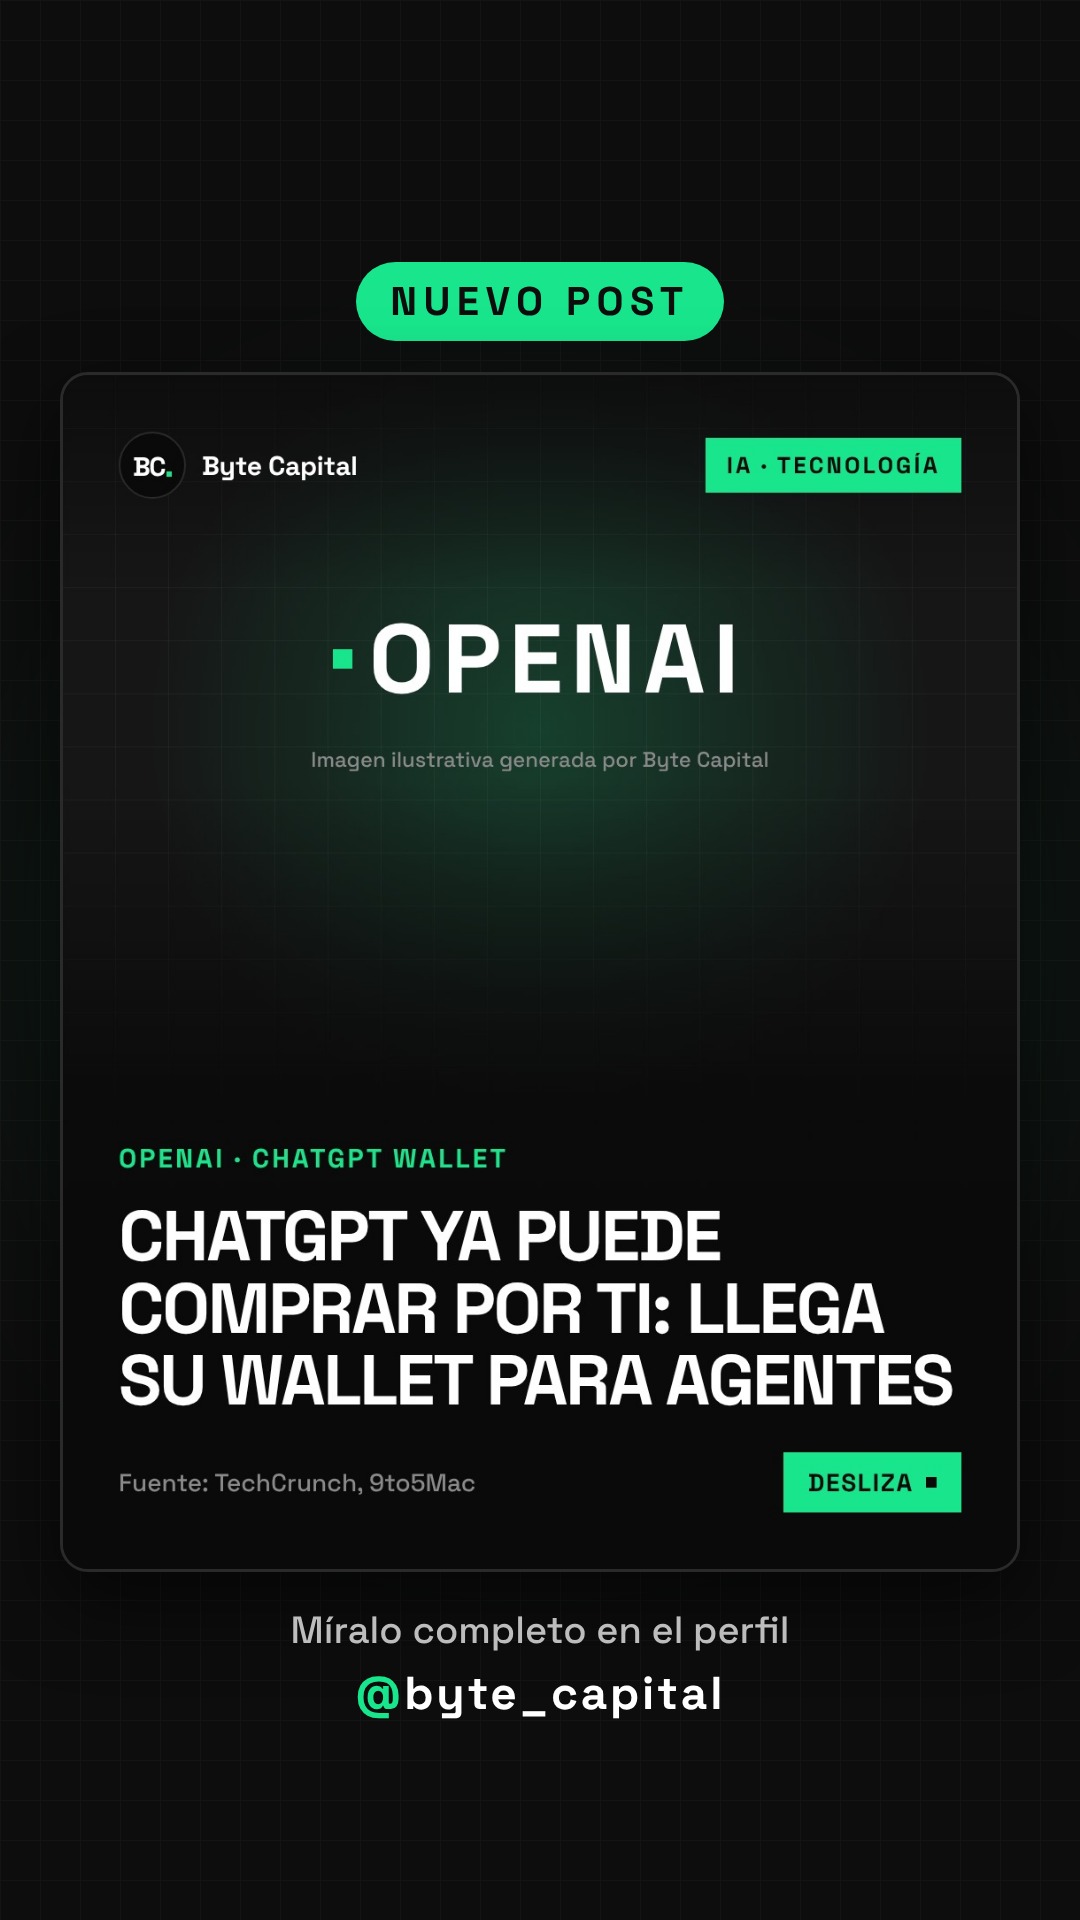 NUEVO POST
BC.
Byte Capital
IA · TECNOLOGÍA
OPENAI
Imagen ilustrativa generada por Byte Capital
OPENAI · CHATGPT WALLET
CHATGPT YA PUEDE
COMPRAR POR TI: LLEGA
SU WALLET PARA AGENTES
Fuente: TechCrunch, 9to5Mac
DESLIZA
Míralo completo en el perfil
@byte_capital